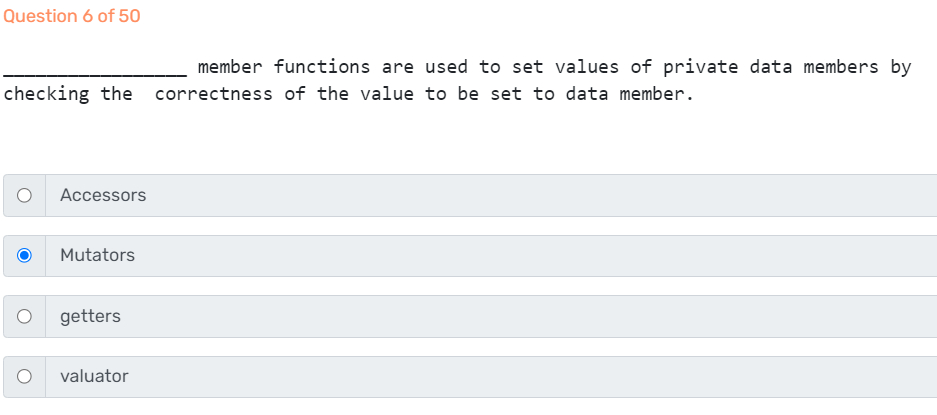 Question 6 of 50
_________________ member functions are used to set values of private data members by
checking the  correctness of the value to be set to data member.
Accessors
Mutators
getters
valuator